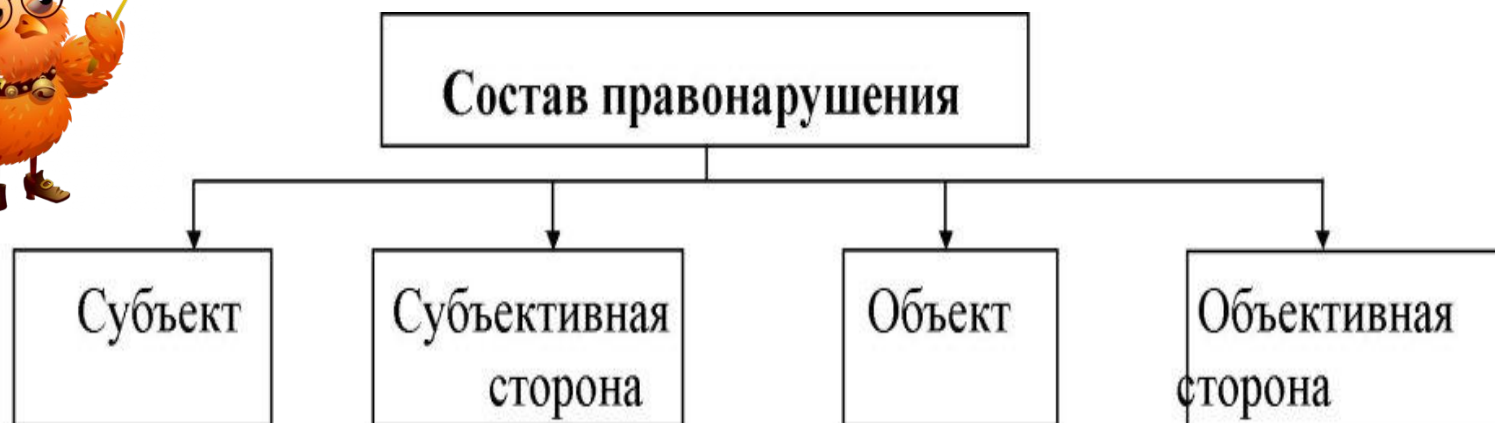 Состав правонарушения
Субъект
Субъективная
сторона
Объект
Объективная
сторона